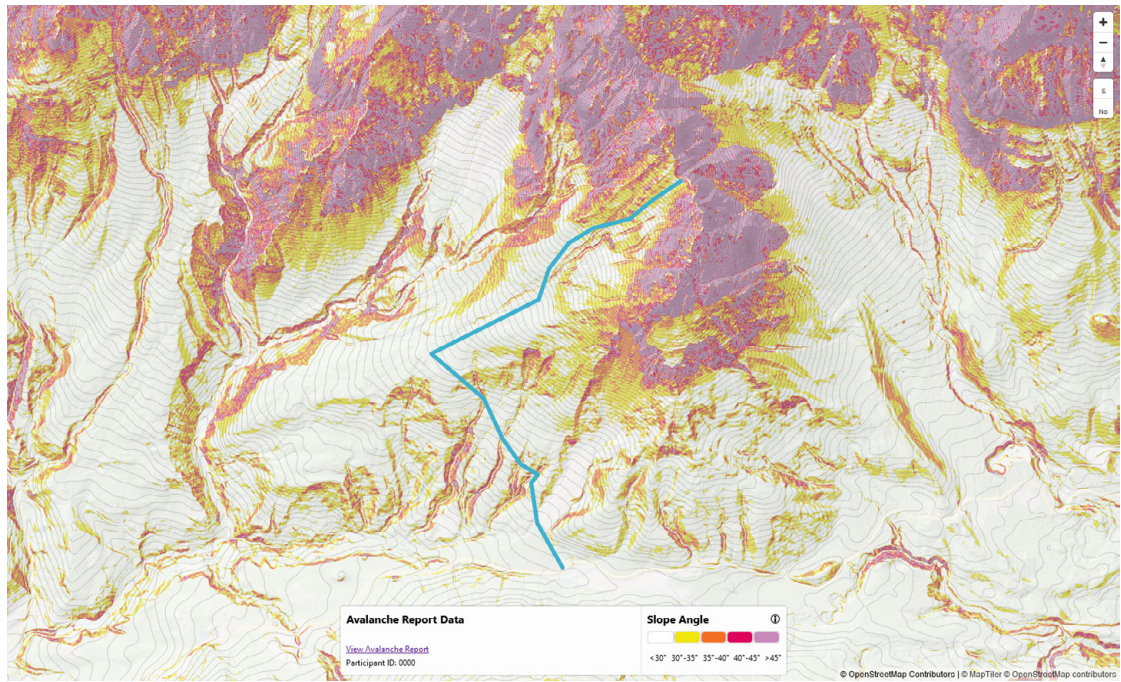 +
−
S
No
Avalanche Report Data
View Avalanche Report
Participant ID: 0000
Slope Angle
<30° 30°-35° 35°-40° 40°-45° >45°
© OpenStreetMap Contributors | © MapTiler © OpenStreetMap contributors